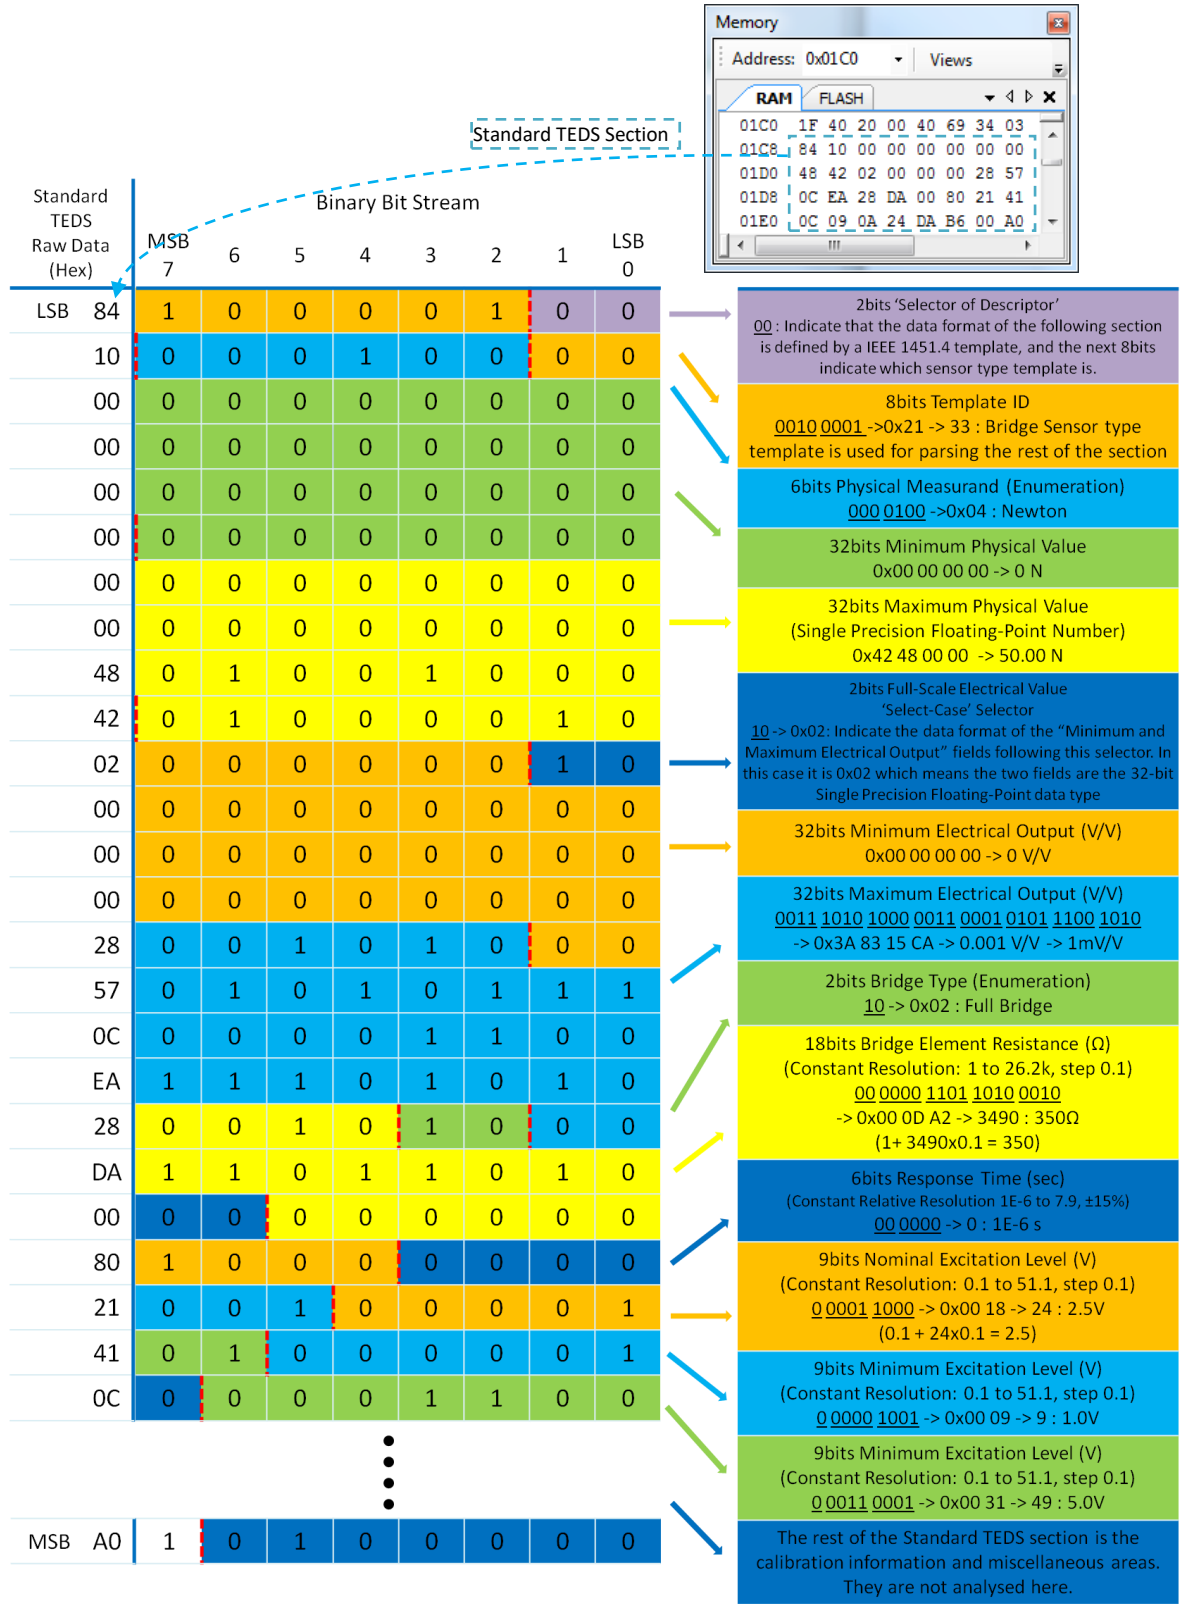 Memory
Address: 0x01C0 Views
RAM FLASH
01C0 1F 40 20 00 40 69 34 03
01C8 84 10 00 00 00 00 00 00
01D0 48 42 02 00 00 00 28 57
01D8 0C EA 28 DA 00 80 21 41
01E0 0C 09 0A 24 DA B6 00 A0
Standard TEDS Section
Standard
TEDS
Raw Data
(Hex)
Binary Bit Stream
MSB LSB
7 6 5 4 3 2 1 0
LSB 84 1 0 0 0 0 1 0 0
10 0 0 0 1 0 0 0 0
00 0 0 0 0 0 0 0 0
00 0 0 0 0 0 0 0 0
00 0 0 0 0 0 0 0 0
00 0 0 0 0 0 0 0 0
00 0 0 0 0 0 0 0 0
00 0 0 0 0 0 0 0 0
48 0 1 0 0 1 0 0 0
42 0 1 0 0 0 0 1 0
02 0 0 0 0 0 0 1 0
00 0 0 0 0 0 0 0 0
00 0 0 0 0 0 0 0 0
00 0 0 0 0 0 0 0 0
28 0 0 1 0 1 0 0 0
57 0 1 0 1 0 1 1 1
0C 0 0 0 0 1 1 0 0
EA 1 1 1 0 1 0 1 0
28 0 0 1 0 1 0 0 0
DA 1 1 0 1 1 0 1 0
00 0 0 0 0 0 0 0 0
80 1 0 0 0 0 0 0 0
21 0 0 1 0 0 0 0 1
41 0 1 0 0 0 0 0 1
0C 0 0 0 0 1 1 0 0
MSB A0 1 0 1 0 0 0 0 0
2bits ‘Selector of Descriptor’
00 : Indicate that the data format of the following section
is defined by a IEEE 1451.4 template, and the next 8bits
indicate which sensor type template is.
8bits Template ID
0010 0001 ->0x21 -> 33 : Bridge Sensor type
template is used for parsing the rest of the section
6bits Physical Measurand (Enumeration)
000 0100 ->0x04 : Newton
32bits Minimum Physical Value
0x00 00 00 00 -> 0 N
32bits Maximum Physical Value
(Single Precision Floating-Point Number)
0x42 48 00 00 -> 50.00 N
2bits Full-Scale Electrical Value
‘Select-Case’ Selector
10 -> 0x02: Indicate the data format of the “Minimum and
Maximum Electrical Output” fields following this selector. In
this case it is 0x02 which means the two fields are the 32-bit
Single Precision Floating-Point data type
32bits Minimum Electrical Output (V/V)
0x00 00 00 00 -> 0 V/V
32bits Maximum Electrical Output (V/V)
0011 1010 1000 0011 0001 0101 1100 1010
-> 0x3A 83 15 CA -> 0.001 V/V -> 1mV/V
2bits Bridge Type (Enumeration)
10 -> 0x02 : Full Bridge
18bits Bridge Element Resistance (Ω)
(Constant Resolution: 1 to 26.2k, step 0.1)
00 0000 1101 1010 0010
-> 0x00 0D A2 -> 3490 : 350Ω
(1+ 3490x0.1 = 350)
6bits Response Time (sec)
(Constant Relative Resolution 1E-6 to 7.9, ±15%)
00 0000 -> 0 : 1E-6 s
9bits Nominal Excitation Level (V)
(Constant Resolution: 0.1 to 51.1, step 0.1)
0 0001 1000 -> 0x00 18 -> 24 : 2.5V
(0.1 + 24x0.1 = 2.5)
9bits Minimum Excitation Level (V)
(Constant Resolution: 0.1 to 51.1, step 0.1)
0 0000 1001 -> 0x00 09 -> 9 : 1.0V
9bits Minimum Excitation Level (V)
(Constant Resolution: 0.1 to 51.1, step 0.1)
0 0011 0001 -> 0x00 31 -> 49 : 5.0V
The rest of the Standard TEDS section is the
calibration information and miscellaneous areas.
They are not analysed here.